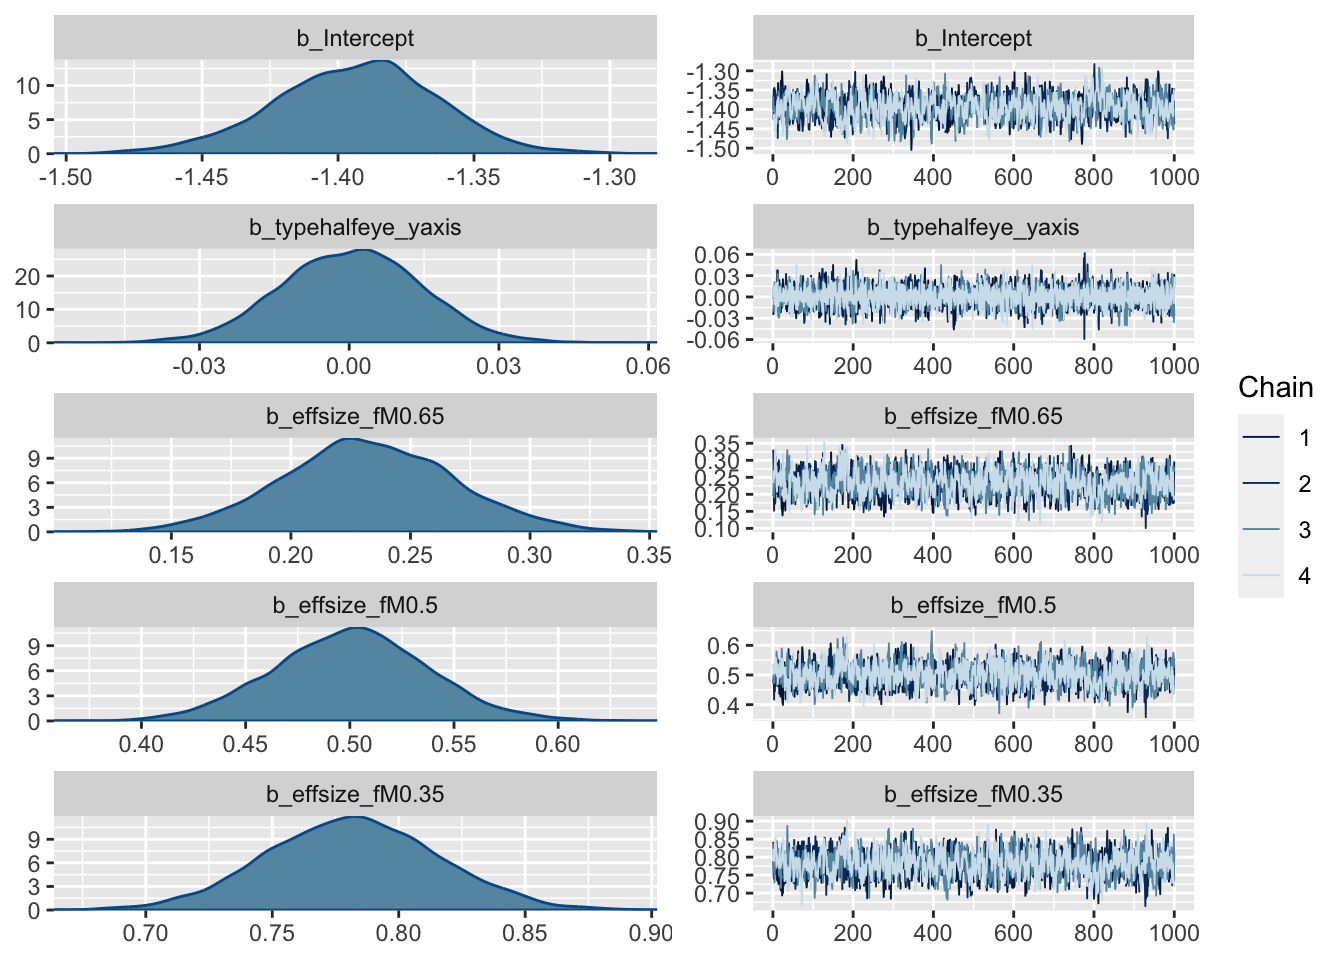 b_Intercept
10
5
0
-1.50 -1.45 -1.40 -1.35 -1.30
b_Intercept
-1.30
-1.35
-1.40
-1.45
-1.50
0 200 400 600 800 1000
b_typehalfeye_yaxis
20
10
0
-0.03 0.00 0.03 0.06
b_typehalfeye_yaxis
0.06
0.03
0.00
-0.03
-0.06
0 200 400 600 800 1000
b_effsize_fM0.65
9
6
3
0
0.15 0.20 0.25 0.30 0.35
b_effsize_fM0.65
0.35
0.30
0.25
0.20
0.15
0.10
0 200 400 600 800 1000
b_effsize_fM0.5
9
6
3
0
0.40 0.45 0.50 0.55 0.60
b_effsize_fM0.5
0.6
0.5
0.4
0 200 400 600 800 1000
b_effsize_fM0.35
9
6
3
0
0.70 0.75 0.80 0.85 0.90
b_effsize_fM0.35
0.90
0.85
0.80
0.75
0.70
0 200 400 600 800 1000
Chain
1
2
3
4